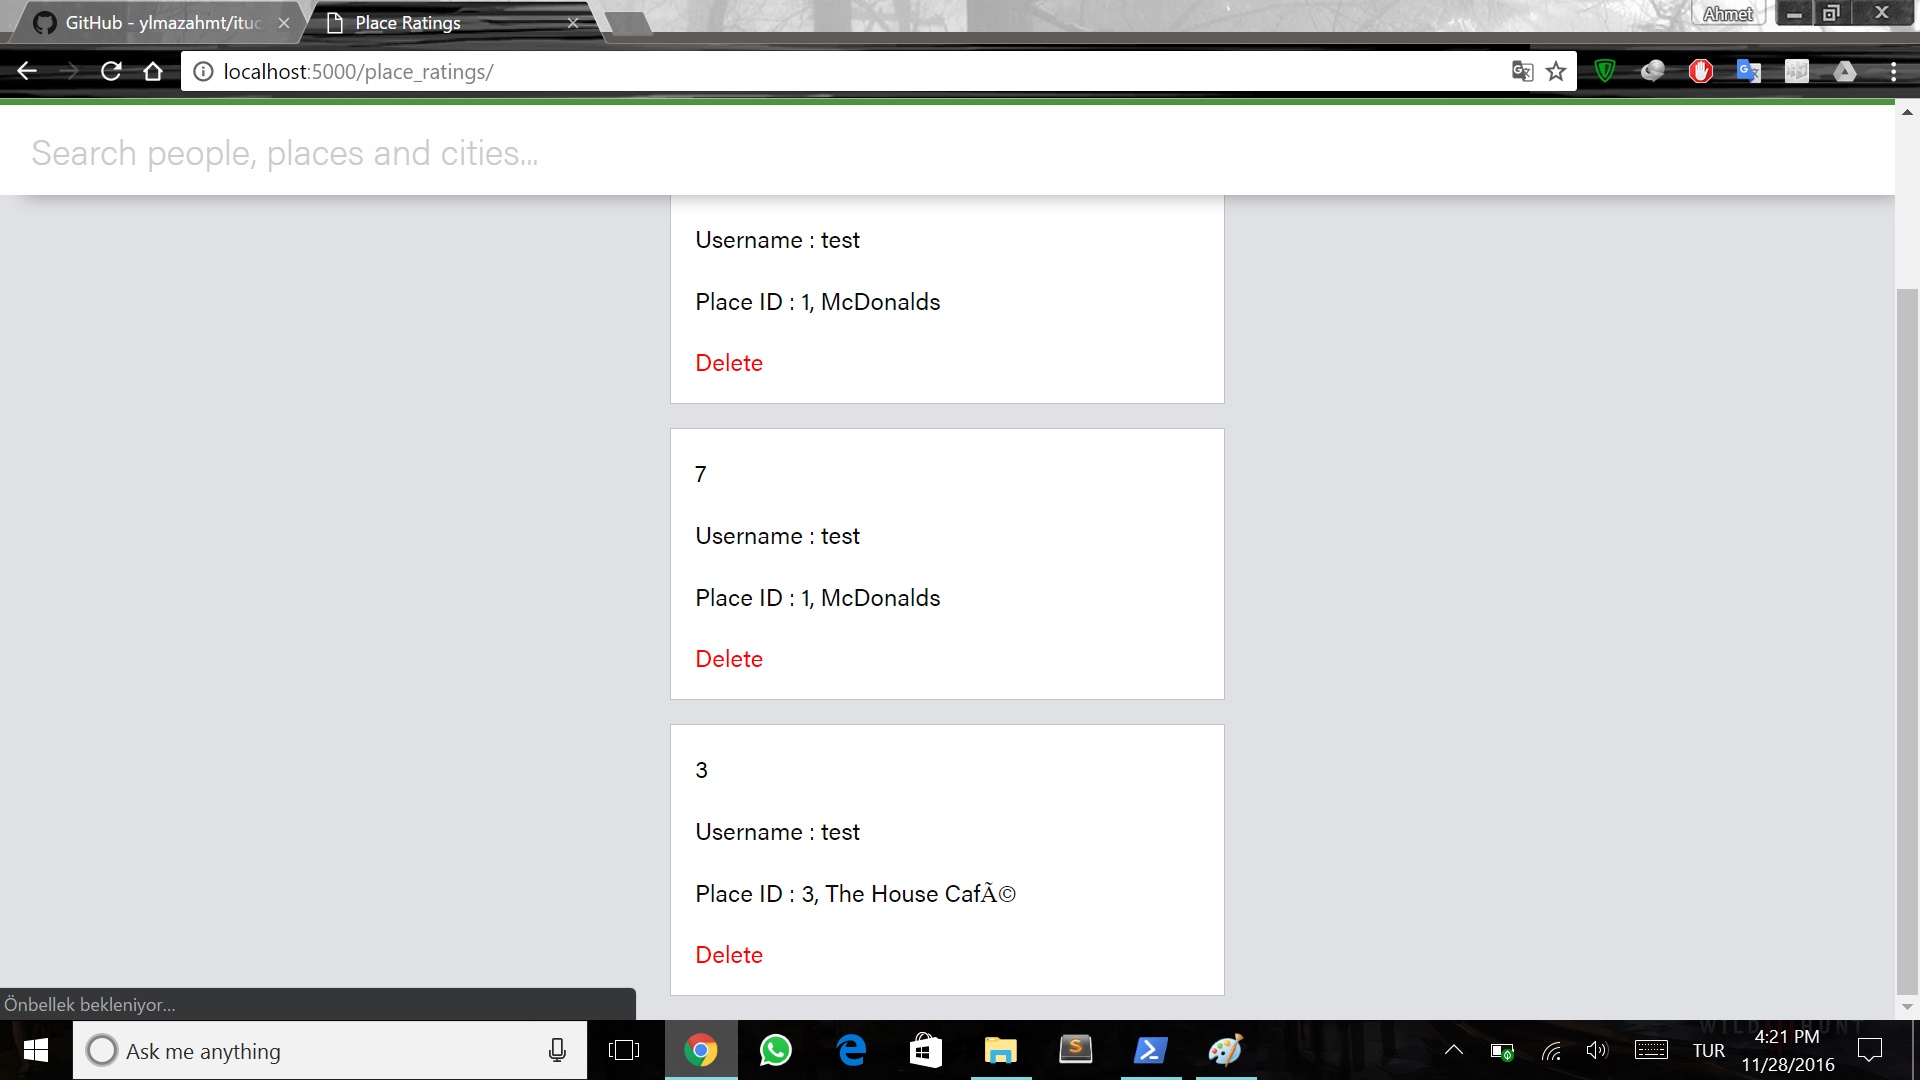 GitHub - ylmazahmt/ituc
Place Ratings
Ahmet
localhost:5000/place_ratings/
Search people, places and cities...
Username : test
Place ID : 1, McDonalds
Delete
7
Username : test
Place ID : 1, McDonalds
Delete
3
Username : test
Place ID : 3, The House CafÃ©
Delete
Önbellek bekleniyor...
Ask me anything
TUR
4:21 PM
11/28/2016